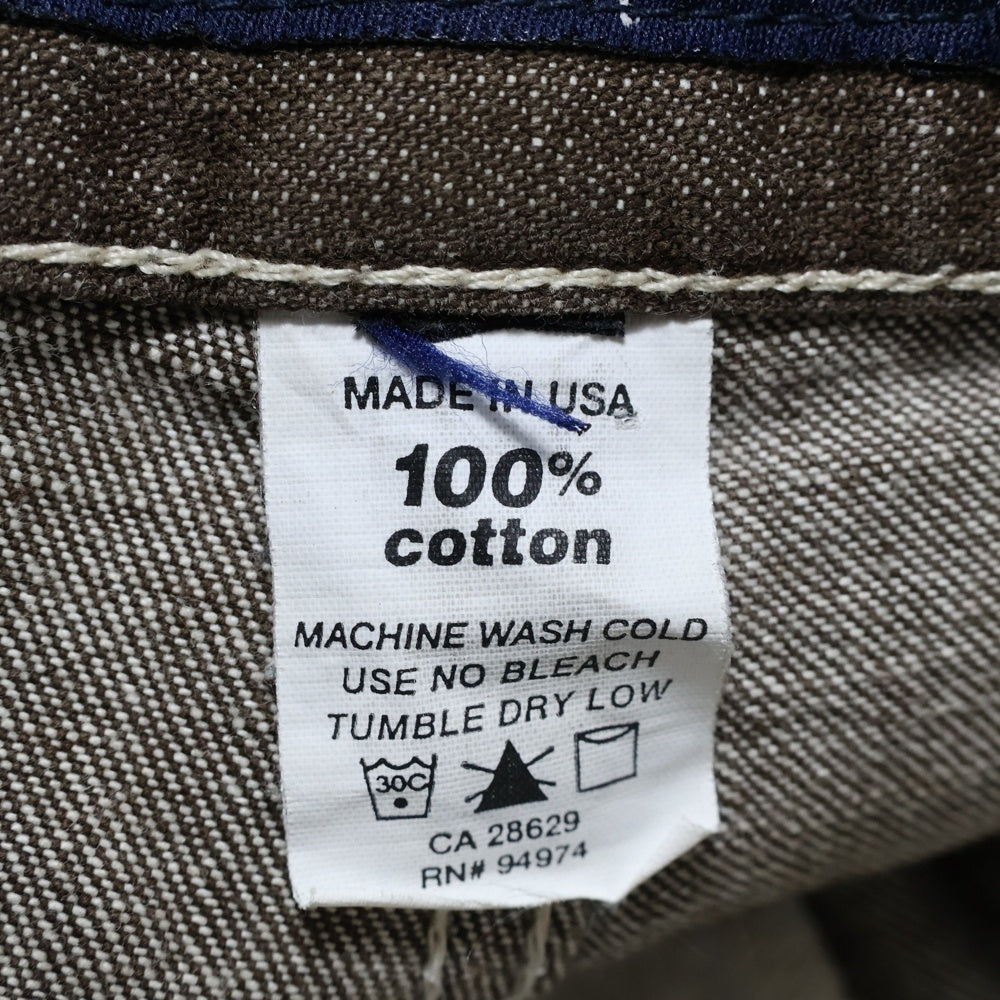 MADE IN USA
100%
cotton
MACHINE WASH COLD
USE NO BLEACH
TUMBLE DRY LOW
30C
CA 28629
RN# 94974